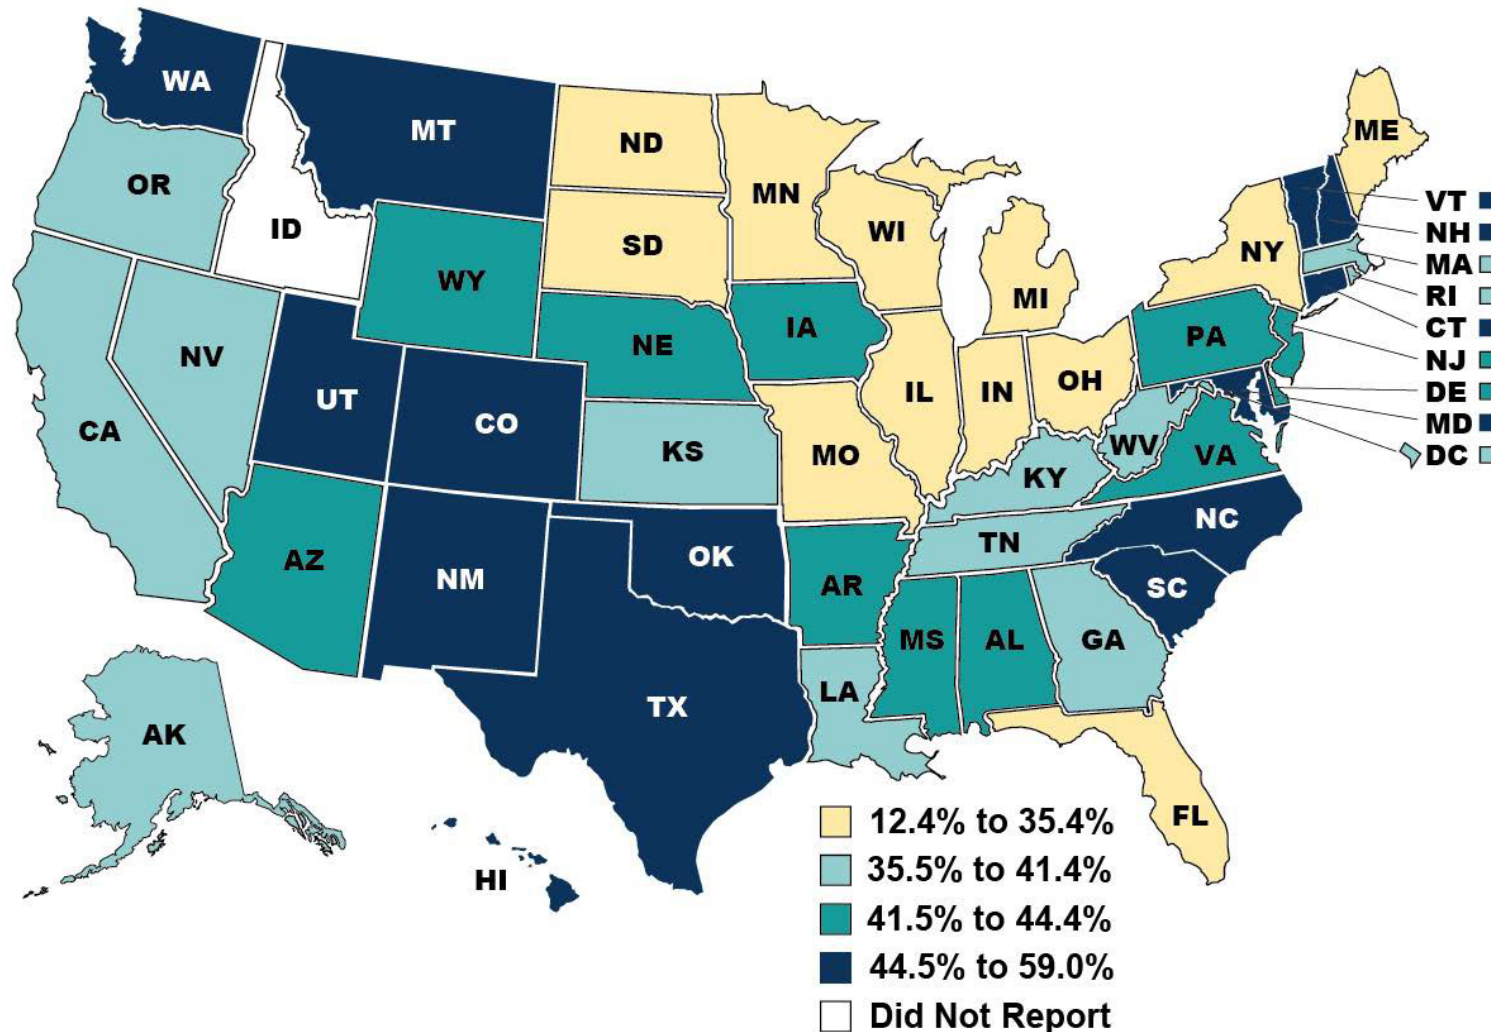 WA
MT
ND
MN
ME
OR
ID
SD
WI
NY
VT
NH
MA
RI
CT
NJ
DE
MD
DC
WY
MI
IA
PA
NV
NE
UT
CO
IL
IN
OH
CA
KS
MO
WV
VA
KY
NC
TN
AZ
NM
OK
AR
SC
MS
AL
GA
LA
TX
AK
FL
HI
12.4% to 35.4%
35.5% to 41.4%
41.5% to 44.4%
44.5% to 59.0%
Did Not Report